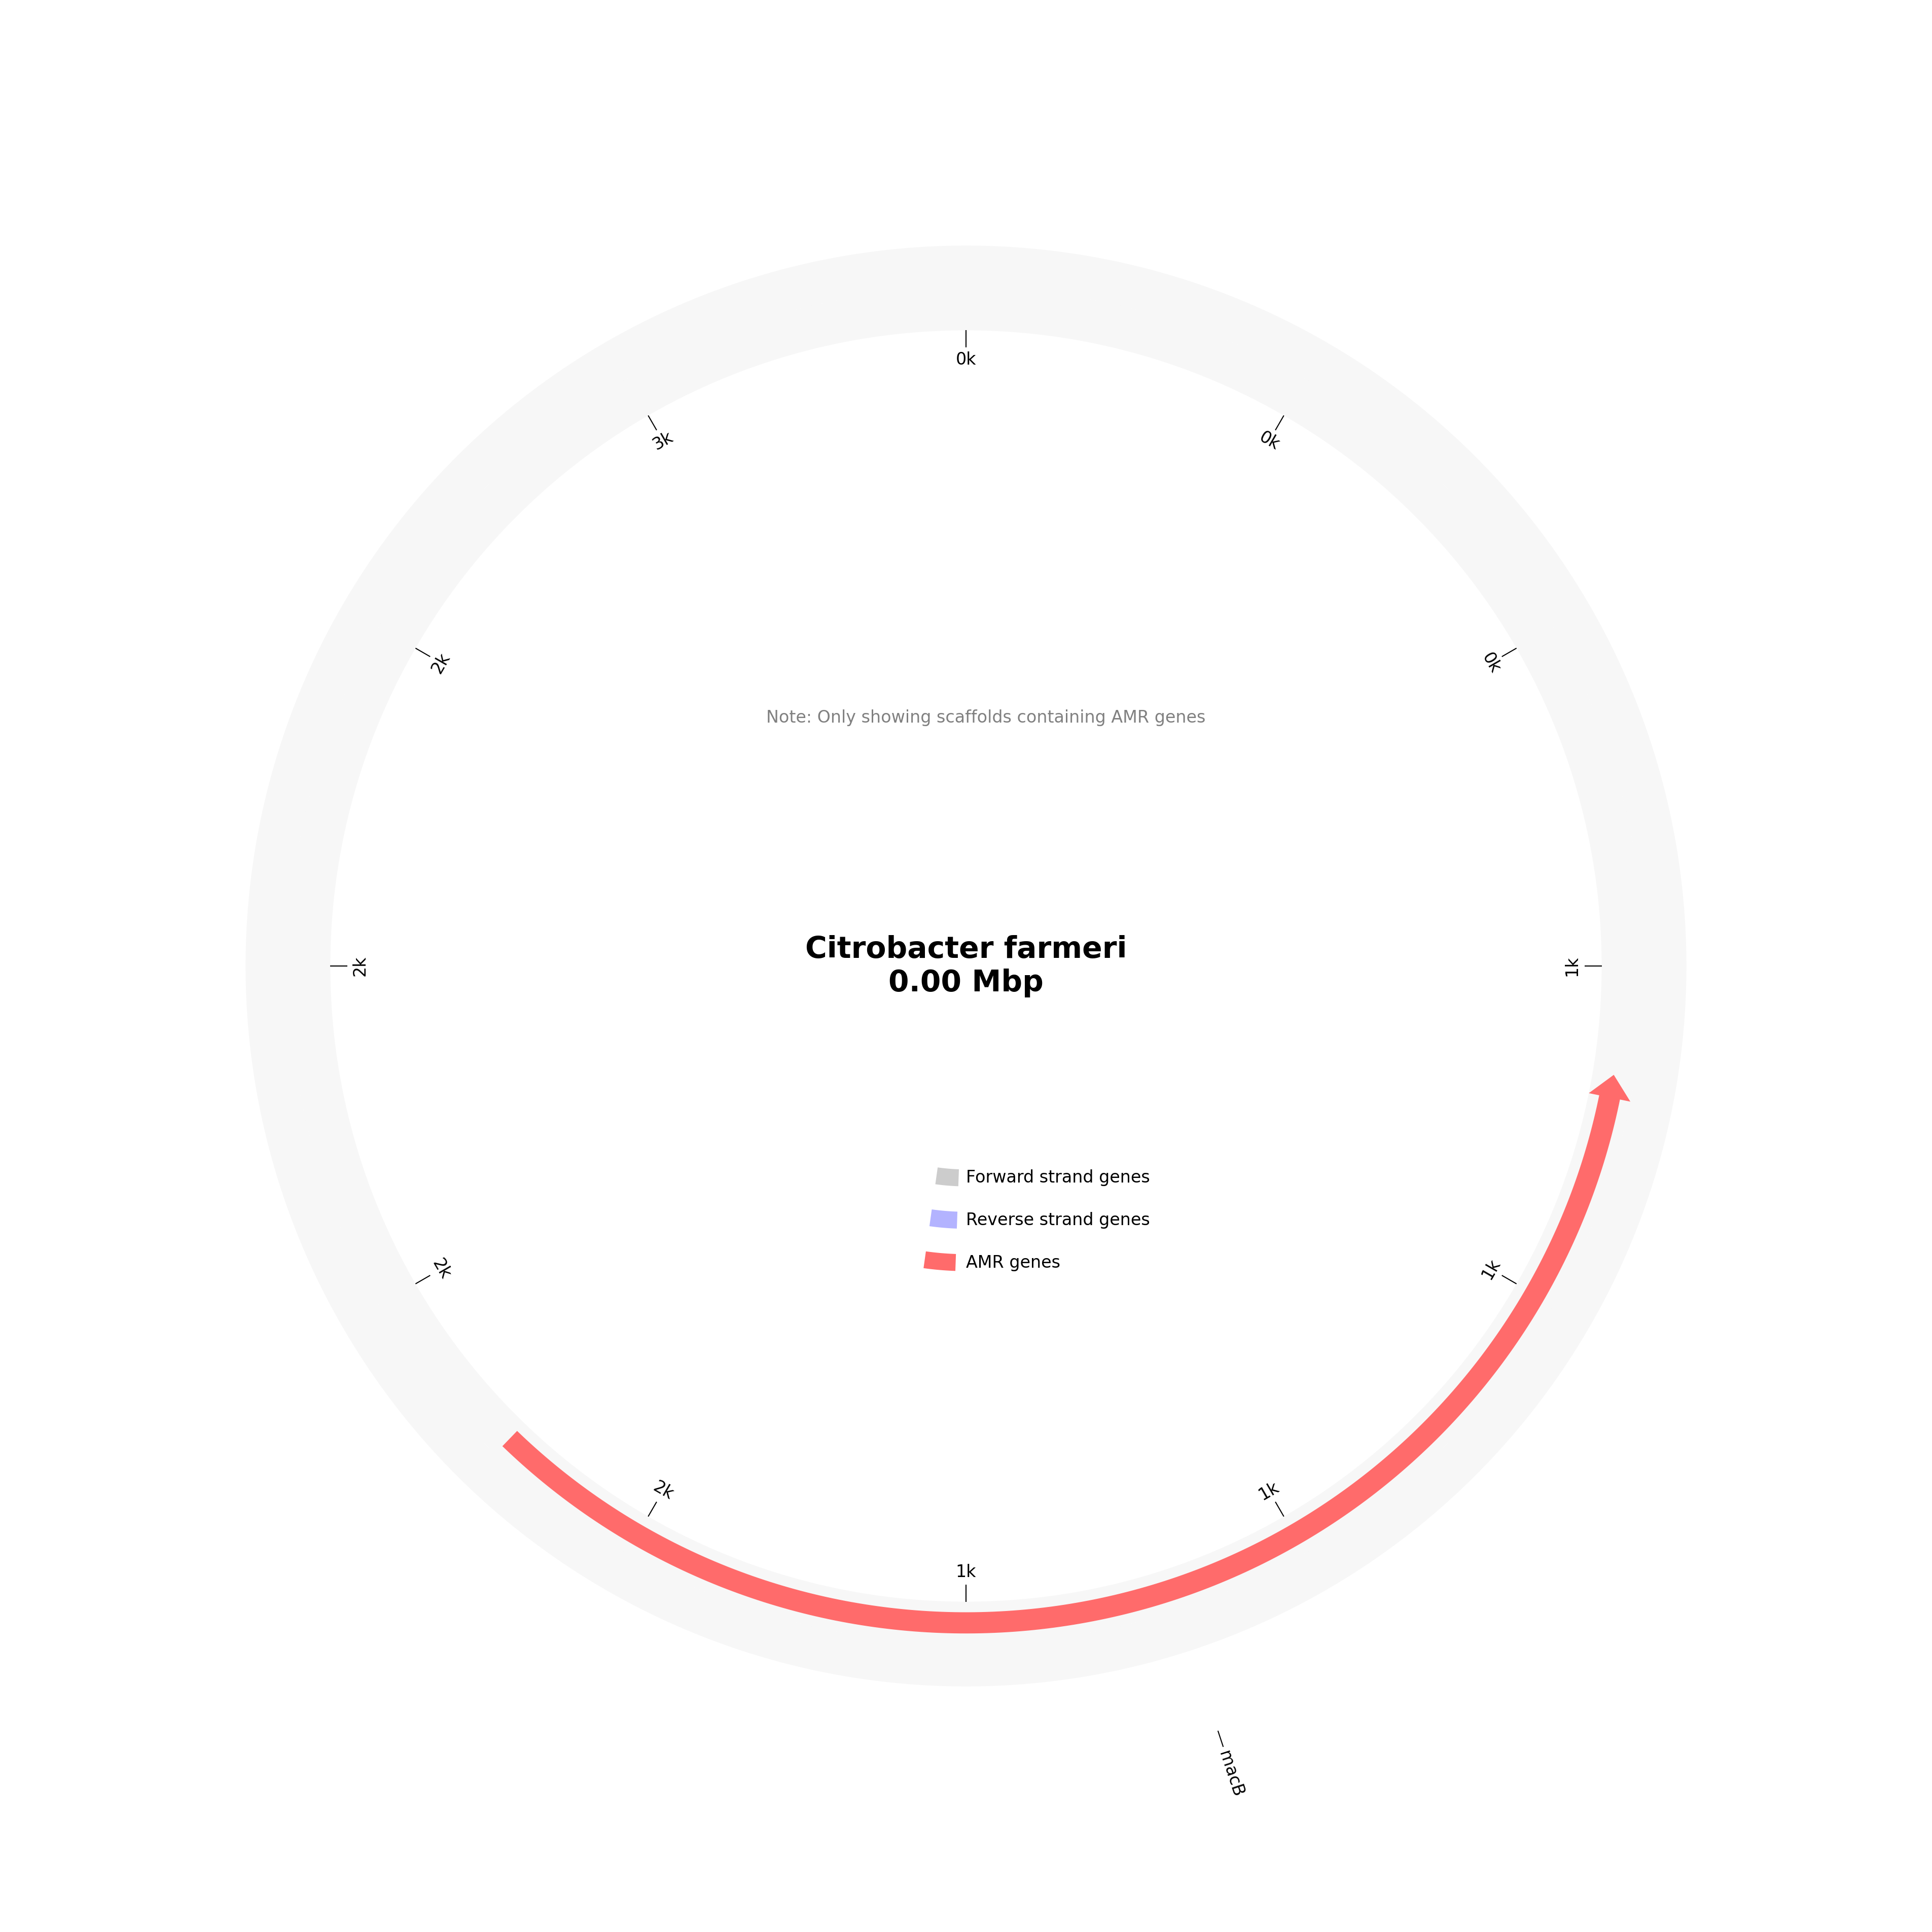 0k
3k
0k
2k
0k
Note: Only showing scaffolds containing AMR genes
Citrobacter farmeri
0.00 Mbp
2k
1k
Forward strand genes
Reverse strand genes
AMR genes
2k
1k
2k
1k
1k
macB